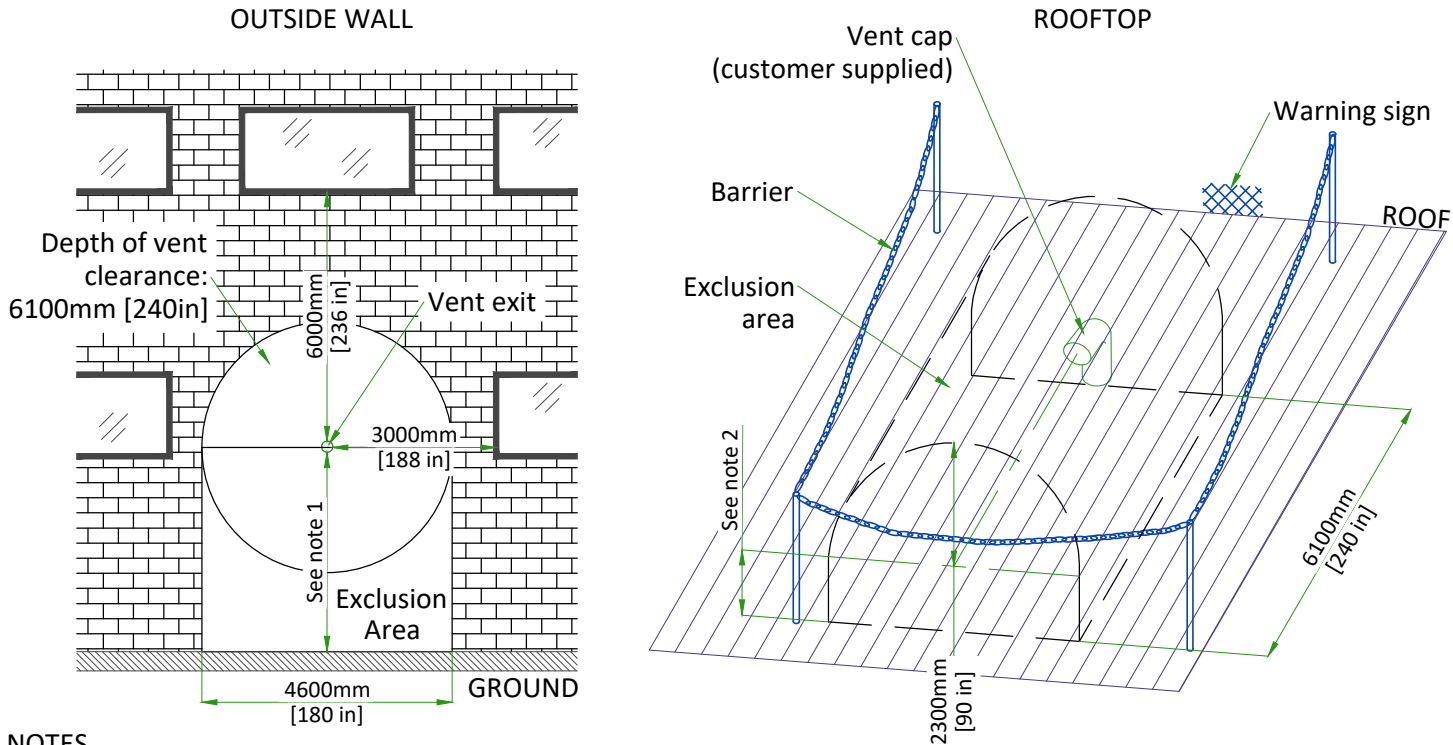 OUTSIDE WALL
Depth of vent
clearance:
6100mm [240in]
6000mm
[236 in]
Vent exit
3000mm
[188 in]
See note 1
Exclusion
Area
GROUND
4600mm
[180 in]
ROOFTOP
Vent cap
(customer supplied)
Warning sign
Barrier
ROOF
Exclusion
area
See note 2
6100mm
[240 in]
2300mm
[90 in]
NOTES